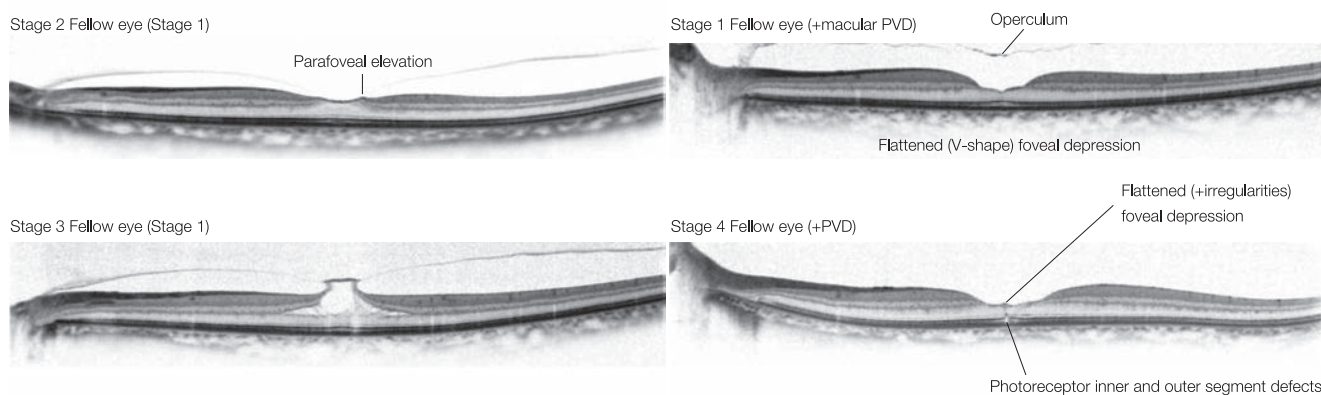 Stage 2 Fellow eye (Stage 1)
Parafoveal elevation
Stage 1 Fellow eye (+macular PVD)
Operculum
Flattened (V-shape) foveal depression
Stage 3 Fellow eye (Stage 1)
Stage 4 Fellow eye (+PVD)
Flattened (+irregularities)
foveal depression
Photoreceptor inner and outer segment defects